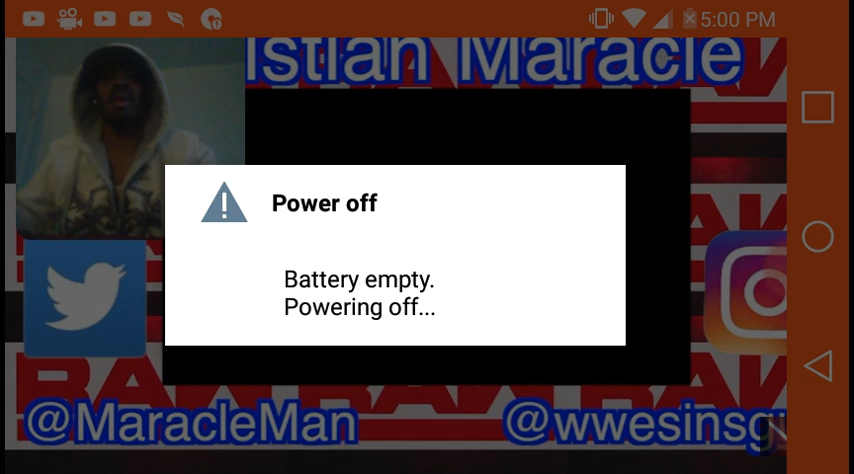 5:00 PM
istian Maracle
Power off
Battery empty.
Powering off...
@MaracleMan
@wwesinsg